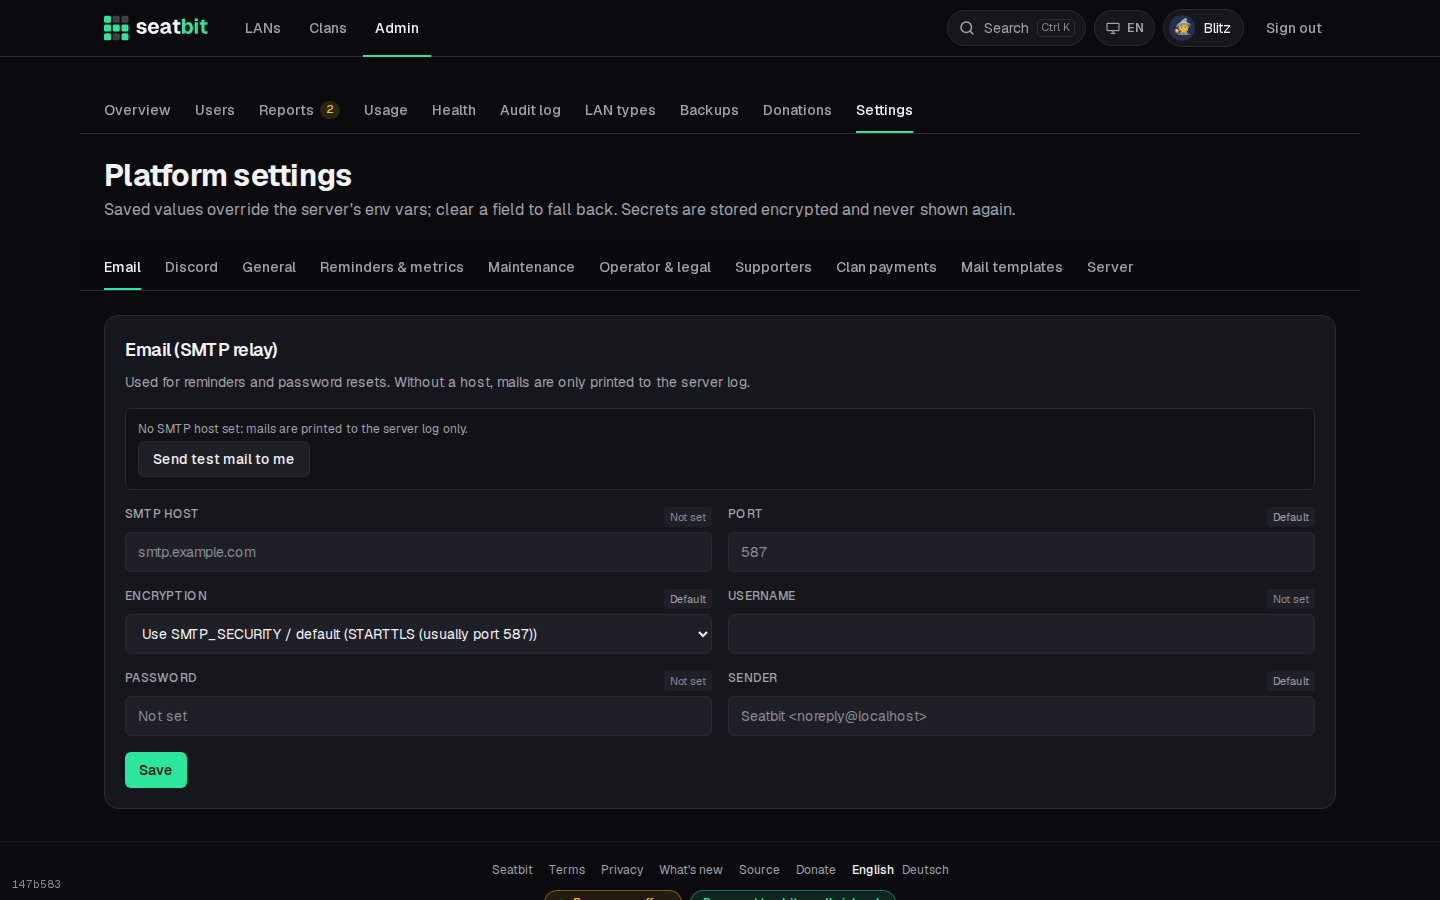 seatbit LANs Clans Admin Search Ctrl K EN Blitz Sign out
Overview Users Reports 2 Usage Health Audit log LAN types Backups Donations Settings
Platform settings
Saved values override the server's env vars; clear a field to fall back. Secrets are stored encrypted and never shown again.
Email Discord General Reminders & metrics Maintenance Operator & legal Supporters Clan payments Mail templates Server
Email (SMTP relay)
Used for reminders and password resets. Without a host, mails are only printed to the server log.
No SMTP host set: mails are printed to the server log only.
Send test mail to me
SMTP HOST Not set PORT Default
smtp.example.com 587
ENCRYPTION Default USERNAME Not set
Use SMTP_SECURITY / default (STARTTLS (usually port 587))
PASSWORD Not set SENDER Default
Not set Seatbit <noreply@localhost>
Save
Seatbit Terms Privacy What's new Source Donate English Deutsch
147b583